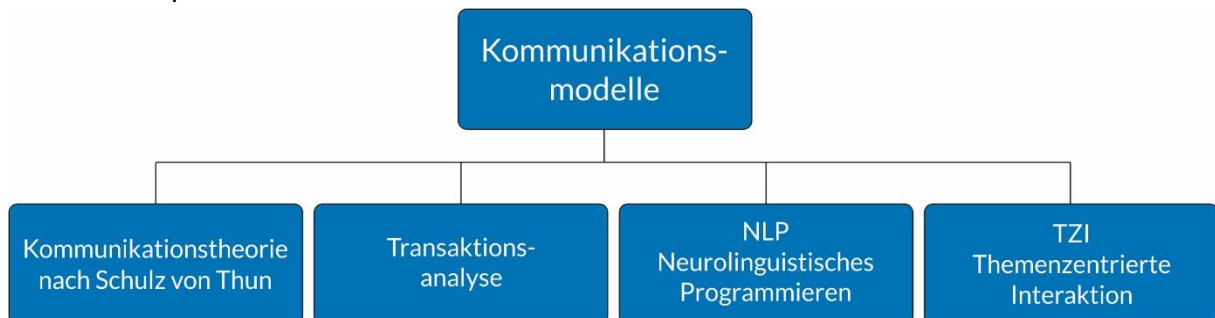 Kommunikations-
modelle
Kommunikationstheorie
nach Schulz von Thun
Transaktions-
analyse
NLP
Neurolinguistisches
Programmieren
TZI
Themenzentrierte
Interaktion